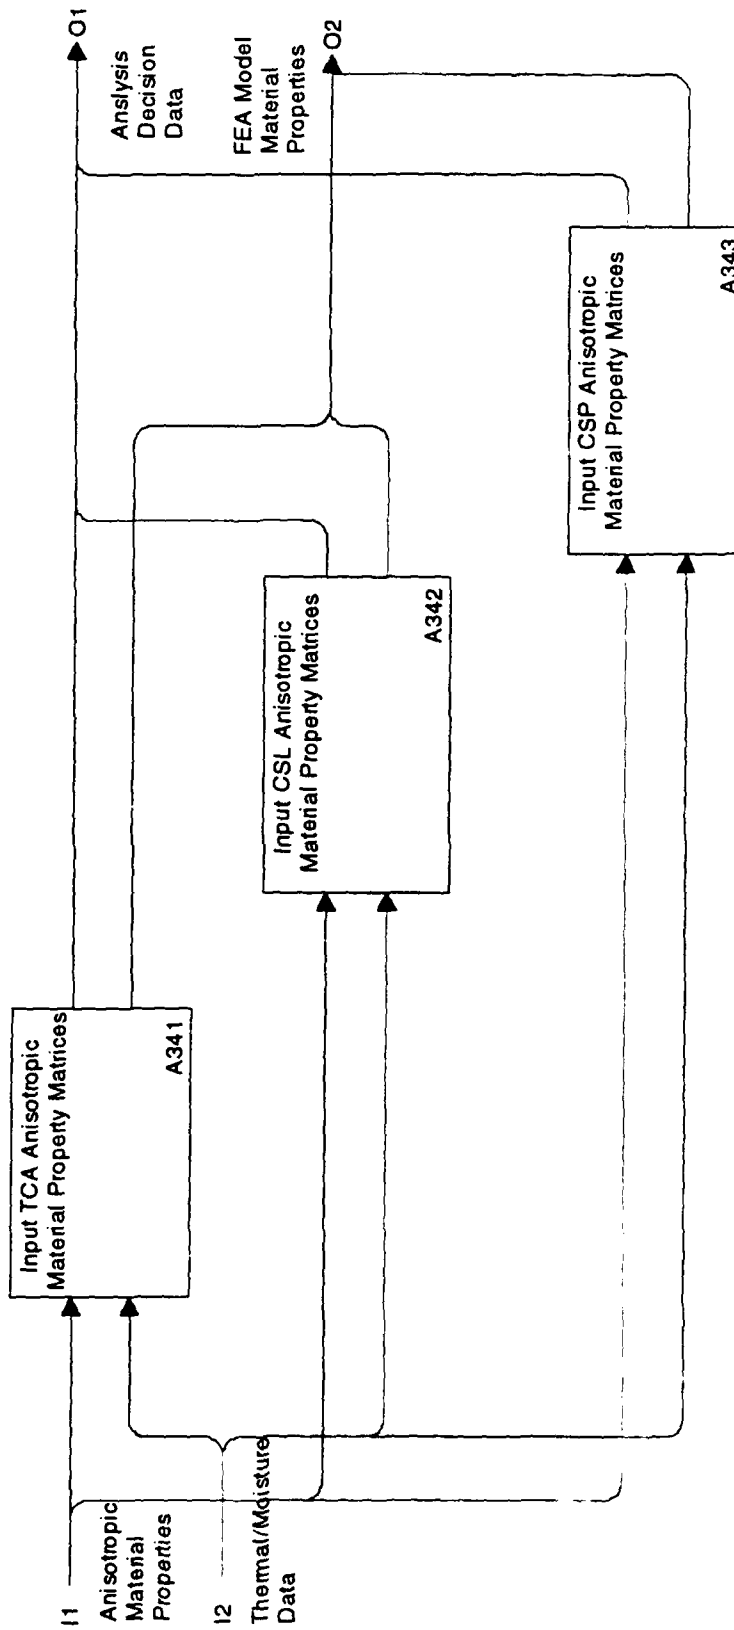 I1
Anisotropic
Material
Properties
I2
Thermal/Moisture
Data
Input TCA Anisotropic
Material Property Matrices
A341
Input CSL Anisotropic
Material Property Matrices
A342
Input CSP Anisotropic
Material Property Matrices
A343
O1
Anslysis
Decision
Data
FEA Model
Material
Properties
O2